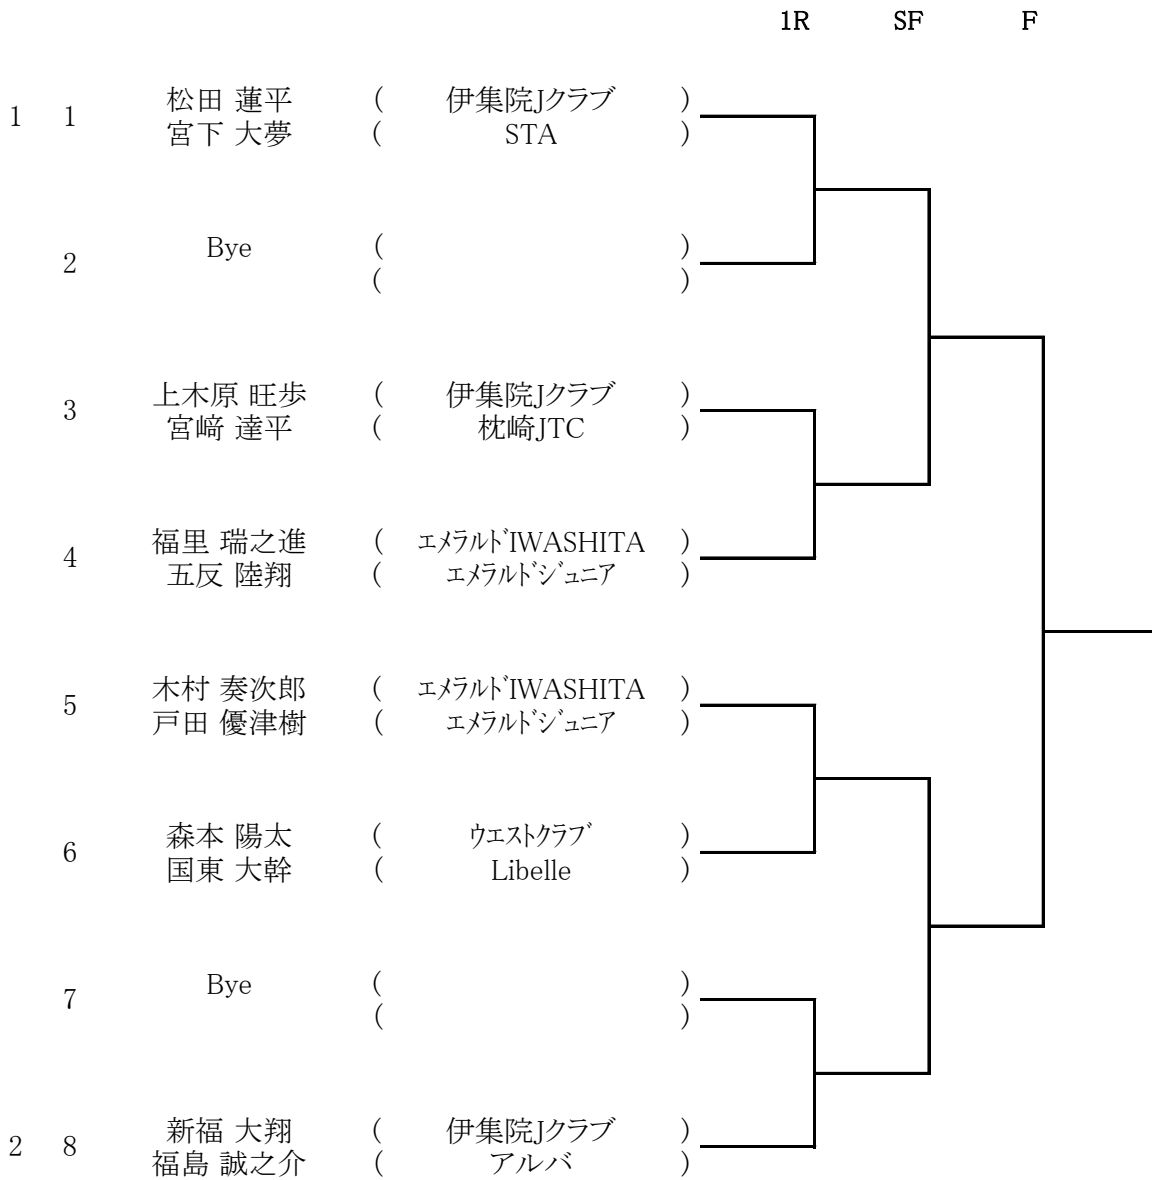 1R SF F
松田 蓮平 ( 伊集院Jクラブ )
1 1
宮下 大夢 ( STA )
Bye ( )
2
( )
上木原 旺歩 ( 伊集院Jクラブ )
3
宮﨑 達平 ( 枕崎JTC )
福里 瑞之進 ( エメラルドIWASHITA )
4
五反 陸翔 ( エメラルドジュニア )
木村 奏次郎 ( エメラルドIWASHITA )
5
戸田 優津樹 ( エメラルドジュニア )
森本 陽太 ( ウエストクラブ )
6
国東 大幹 ( Libelle )
Bye ( )
7
( )
新福 大翔 ( 伊集院Jクラブ )
2 8
福島 誠之介 ( アルバ )